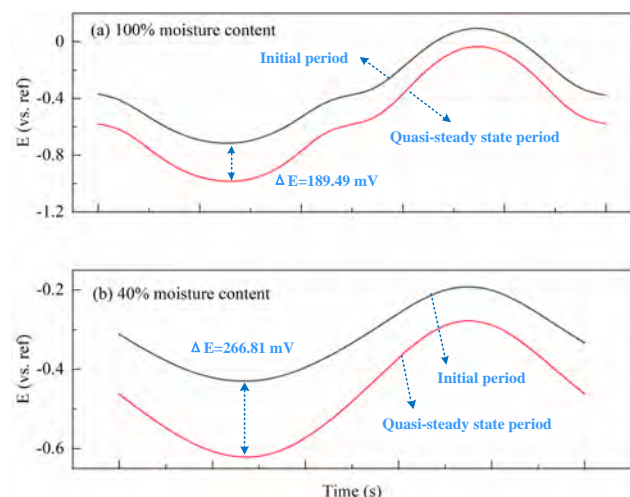 (a) 100% moisture content
Initial period
Quasi-steady state period
Δ E=189.49 mV
E (vs. ref)
0
-0.4
-0.8
-1.2
(b) 40% moisture content
Δ E=266.81 mV
Initial period
Quasi-steady state period
E (vs. ref)
-0.2
-0.4
-0.6
Time (s)